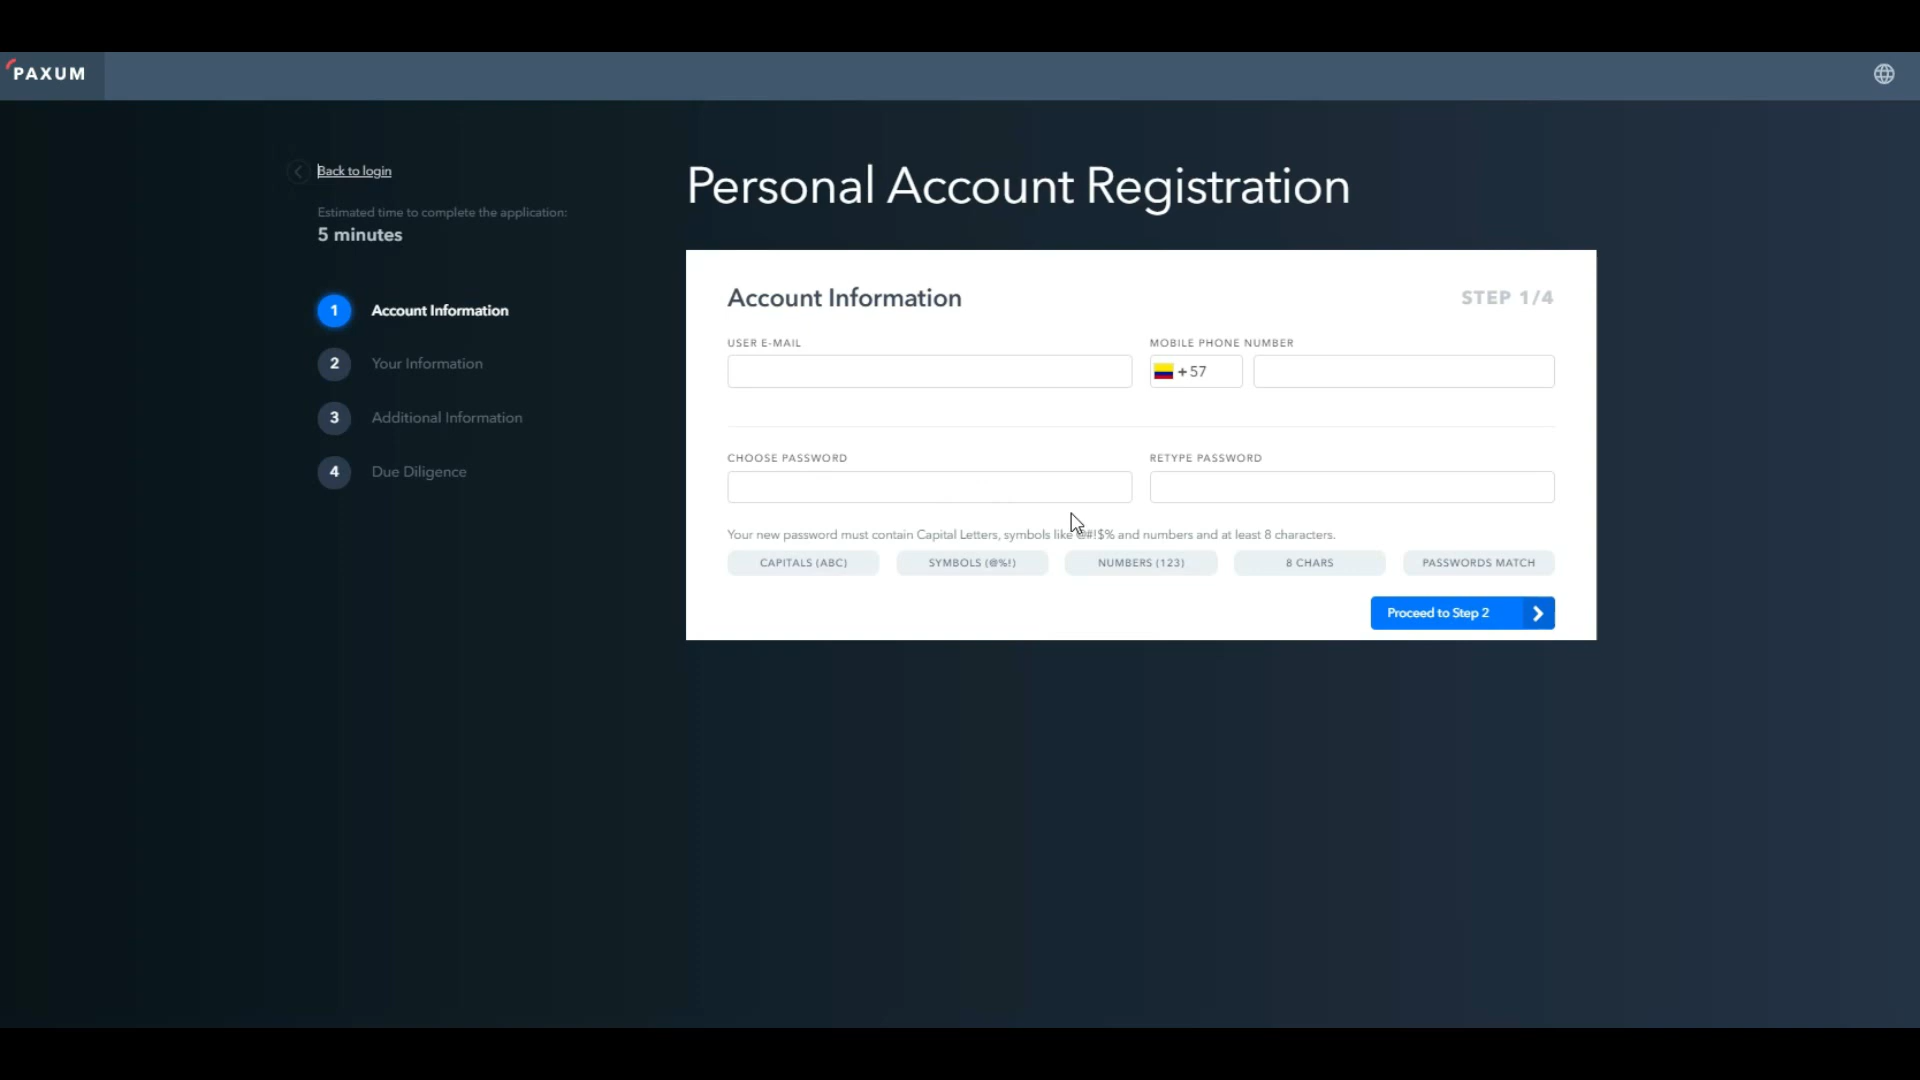 PAXUM
Back to login
Estimated time to complete the application:
5 minutes
1 Account Information
2 Your Information
3 Additional Information
4 Due Diligence
Personal Account Registration
Account Information
STEP 1/4
USER E-MAIL
MOBILE PHONE NUMBER
+57
CHOOSE PASSWORD
RETYPE PASSWORD
Your new password must contain Capital Letters, symbols like @#!$% and numbers and at least 8 characters.
CAPITALS (ABC)
SYMBOLS (@%!)
NUMBERS (123)
8 CHARS
PASSWORDS MATCH
Proceed to Step 2